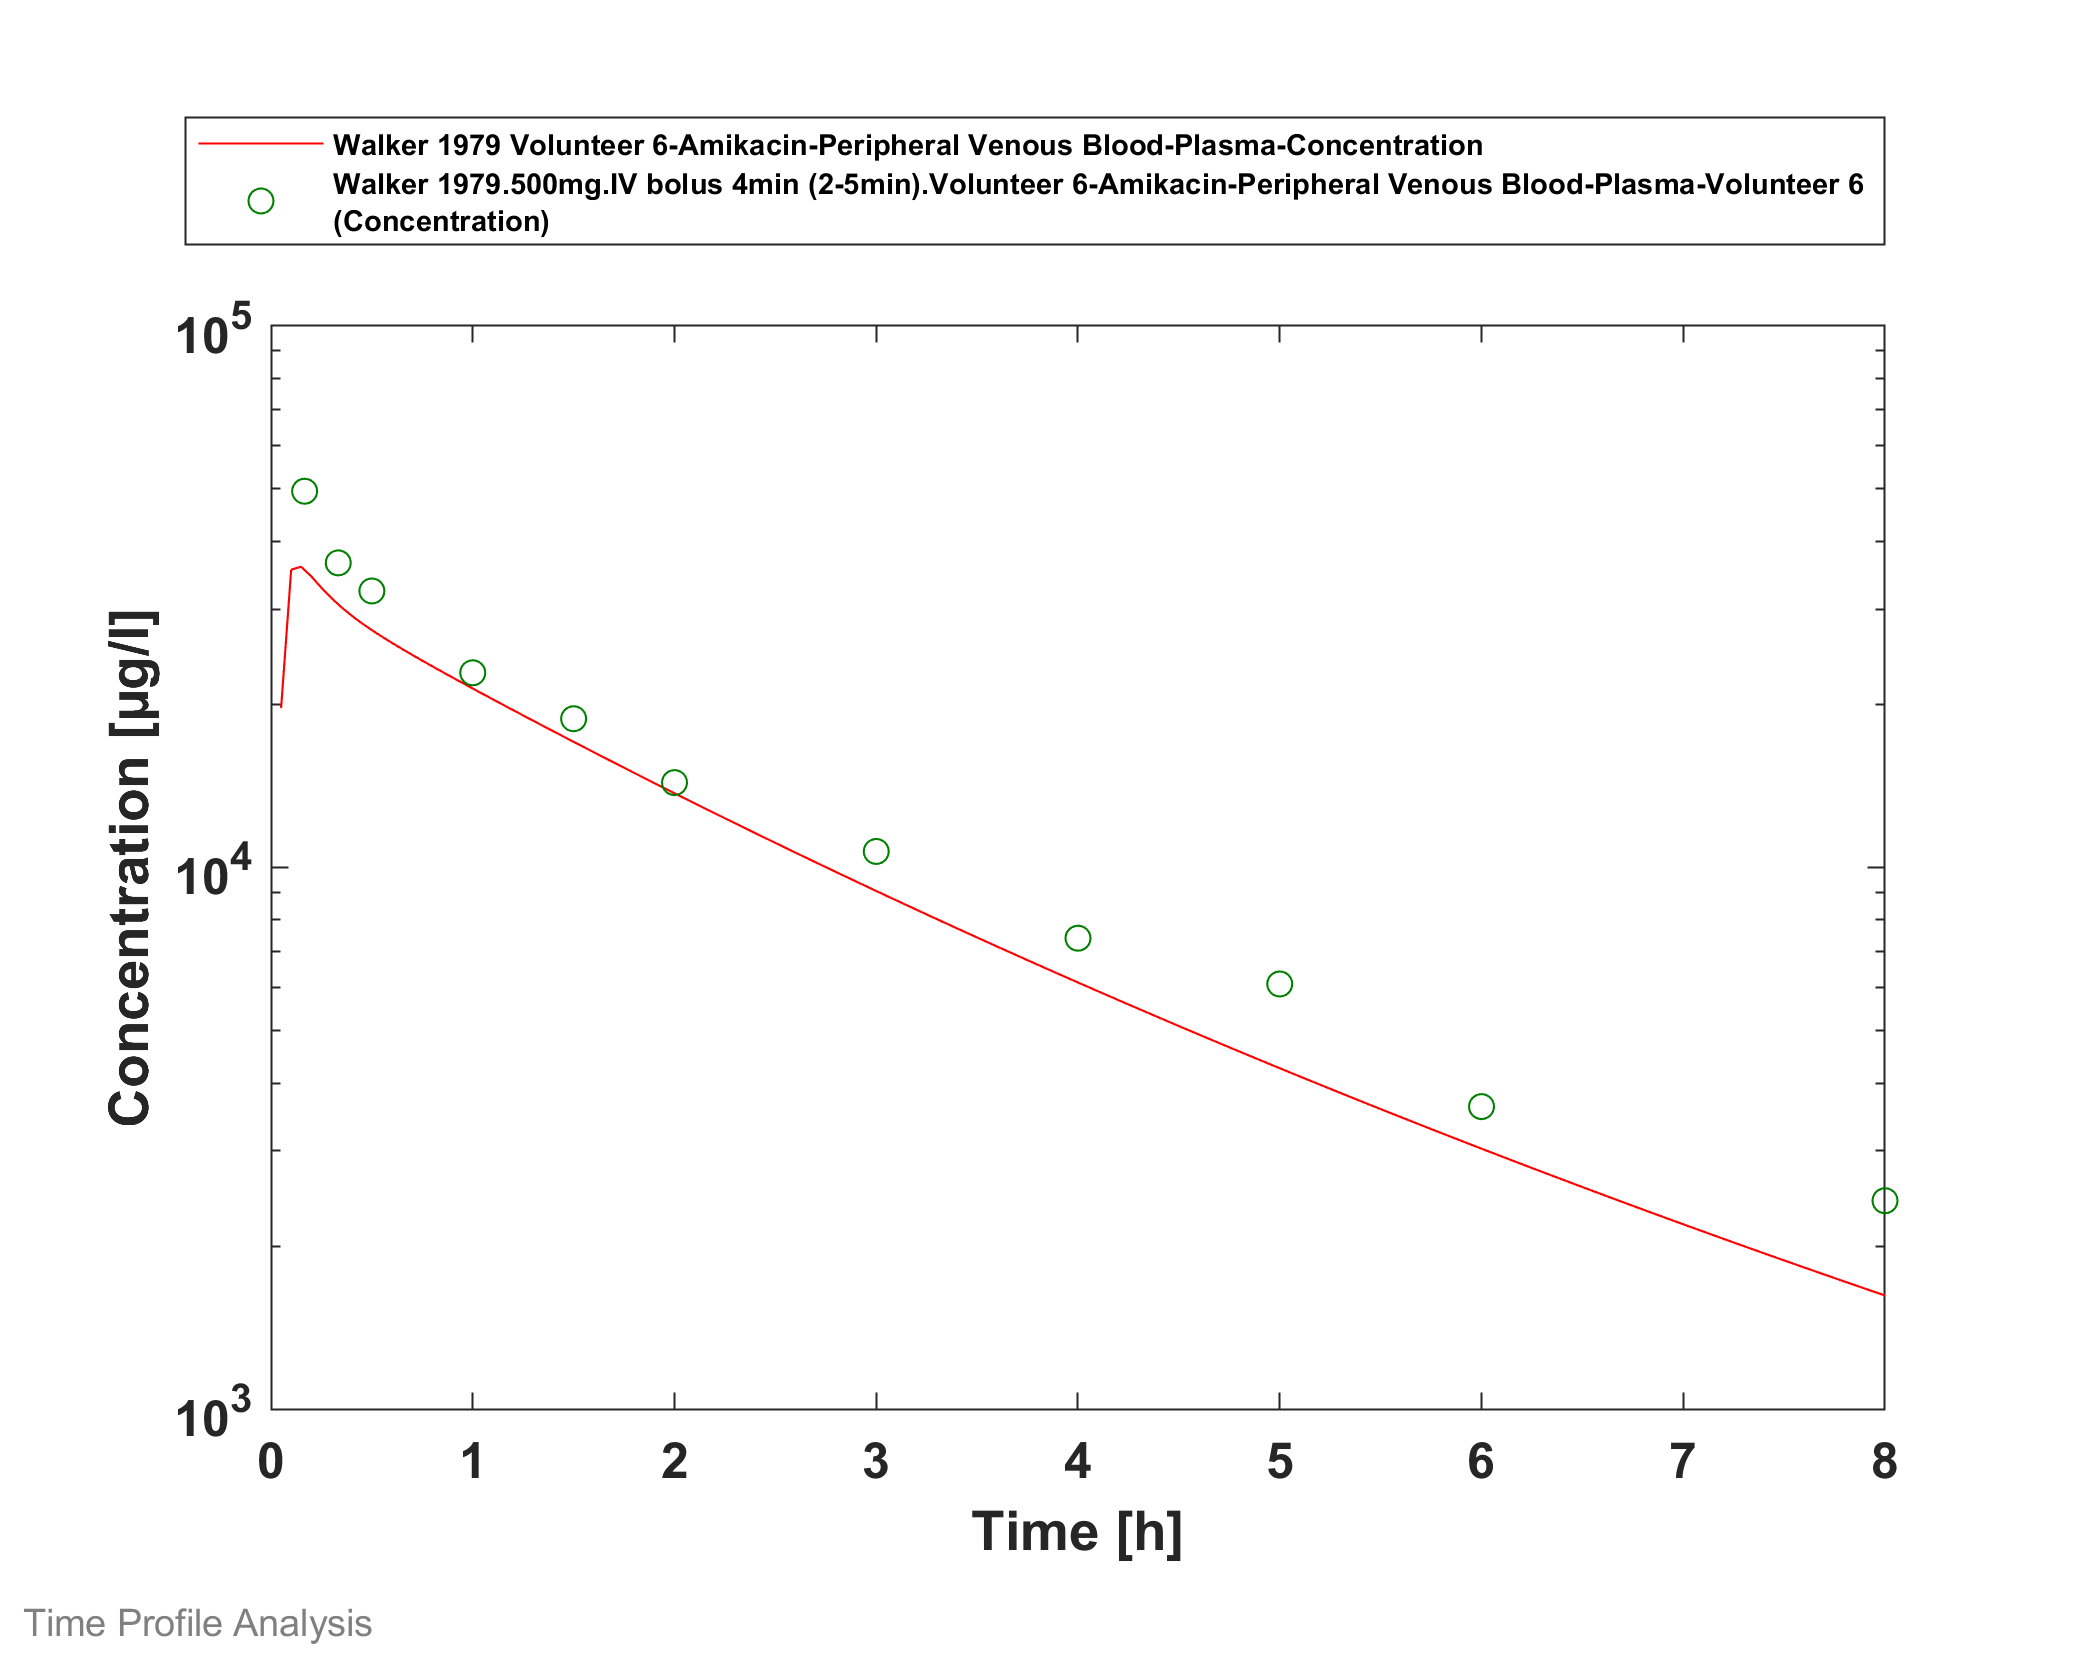 Walker 1979 Volunteer 6-Amikacin-Peripheral Venous Blood-Plasma-Concentration
Walker 1979.500mg.IV bolus 4min (2-5min).Volunteer 6-Amikacin-Peripheral Venous Blood-Plasma-Volunteer 6
(Concentration)
10^5
10^4
10^3
Concentration [µg/l]
0 1 2 3 4 5 6 7 8
Time [h]
Time Profile Analysis